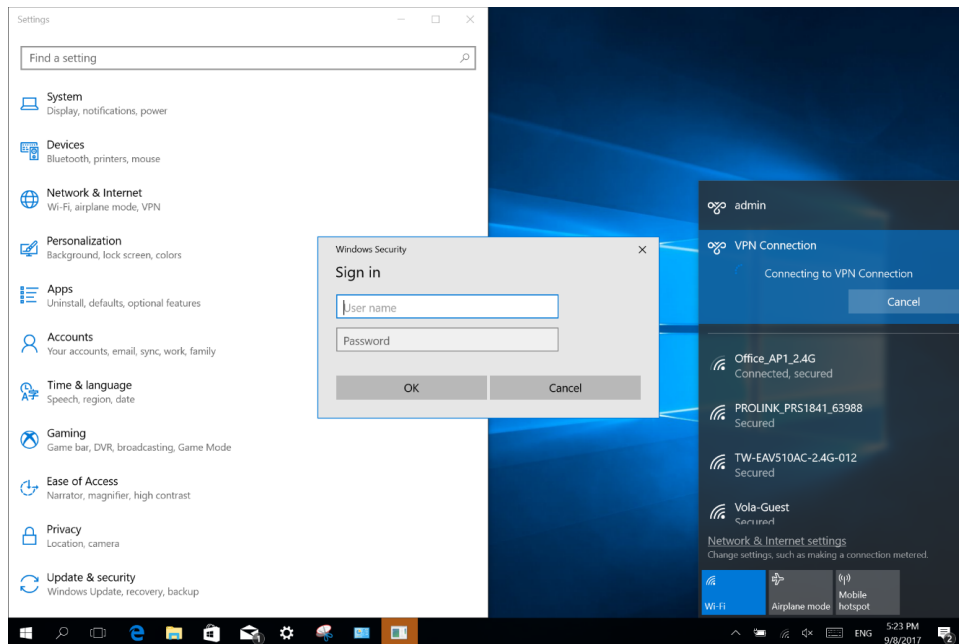 Settings
Find a setting
System
Display, notifications, power
Devices
Bluetooth, printers, mouse
Network & Internet
Wi-Fi, airplane mode, VPN
Personalization
Background, lock screen, colors
Apps
Uninstall, defaults, optional features
Accounts
Your accounts, email, sync, work, family
Time & language
Speech, region, date
Gaming
Game bar, DVR, broadcasting, Game Mode
Ease of Access
Narrator, magnifier, high contrast
Privacy
Location, camera
Update & security
Windows Update, recovery, backup
Windows Security
Sign in
User name
Password
OK Cancel
admin
VPN Connection
Connecting to VPN Connection
Cancel
Office_AP1_2.4G
Connected, secured
PROLINK_PRS1841_63988
Secured
TW-EAV510AC-2.4G-012
Secured
Vola-Guest
Secured
Network & Internet settings
Change settings, such as making a connection metered.
Wi-Fi
Airplane mode
Mobile
hotspot
ENG
5:23 PM
9/8/2017
2